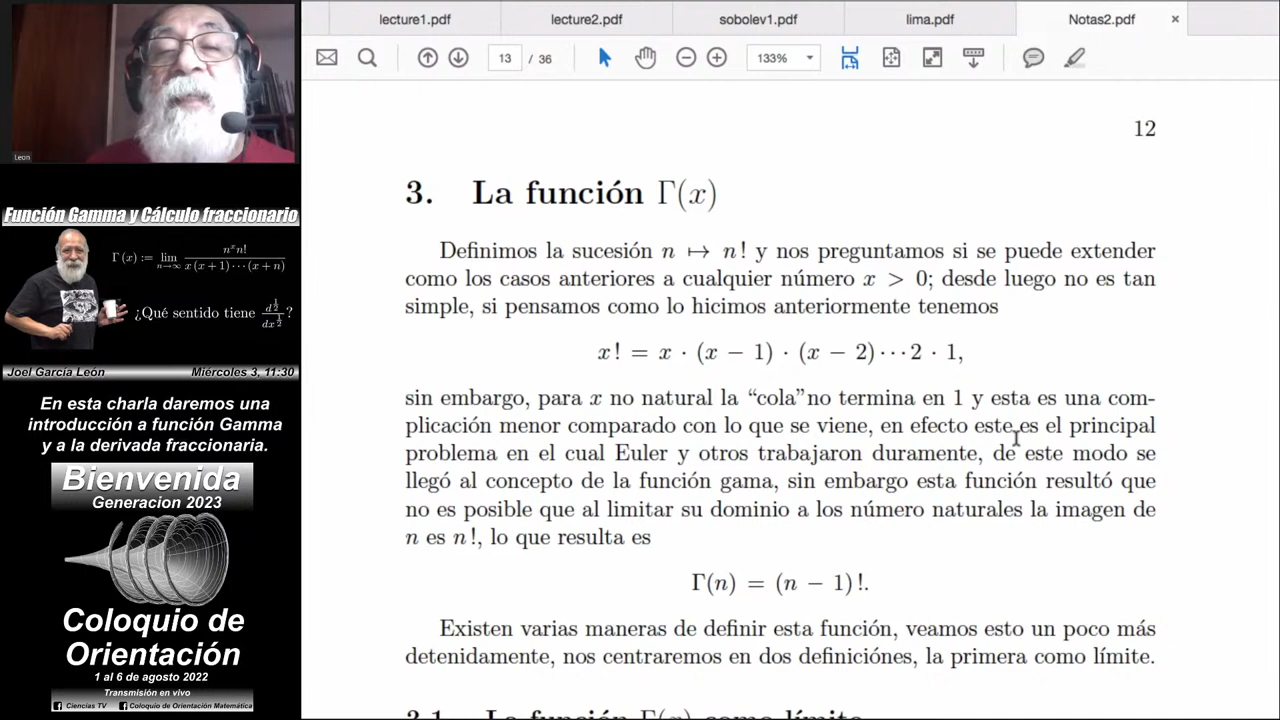 lecture1.pdf
lecture2.pdf
sobolev1.pdf
lima.pdf
Notas2.pdf ×
13 / 36
133%
Leon
Función Gamma y Cálculo fraccionario
Γ(x) := lim n→∞ n^x n! / x(x+1)···(x+n)
¿Qué sentido tiene d^{1/2}/dx^{1/2}?
Joel García León Miércoles 3, 11:30
En esta charla daremos una
introducción a función Gamma
y a la derivada fraccionaria.
Bienvenida
Generacion 2023
Coloquio de
Orientación
1 al 6 de agosto 2022
Transmisión en vivo
Ciencias TV Coloquio de Orientación Matemática
12
3. La función Γ(x)
Definimos la sucesión n ↦ n! y nos preguntamos si se puede extender
como los casos anteriores a cualquier número x > 0; desde luego no es tan
simple, si pensamos como lo hicimos anteriormente tenemos
x! = x · (x − 1) · (x − 2)···2 · 1,
sin embargo, para x no natural la “cola”no termina en 1 y esta es una com-
plicación menor comparado con lo que se viene, en efecto este es el principal
problema en el cual Euler y otros trabajaron duramente, de este modo se
llegó al concepto de la función gama, sin embargo esta función resultó que
no es posible que al limitar su dominio a los número naturales la imagen de
n es n!, lo que resulta es
Γ(n) = (n − 1)!.
Existen varias maneras de definir esta función, veamos esto un poco más
detenidamente, nos centraremos en dos definiciónes, la primera como límite.
3.1. La función Γ(x) como límite